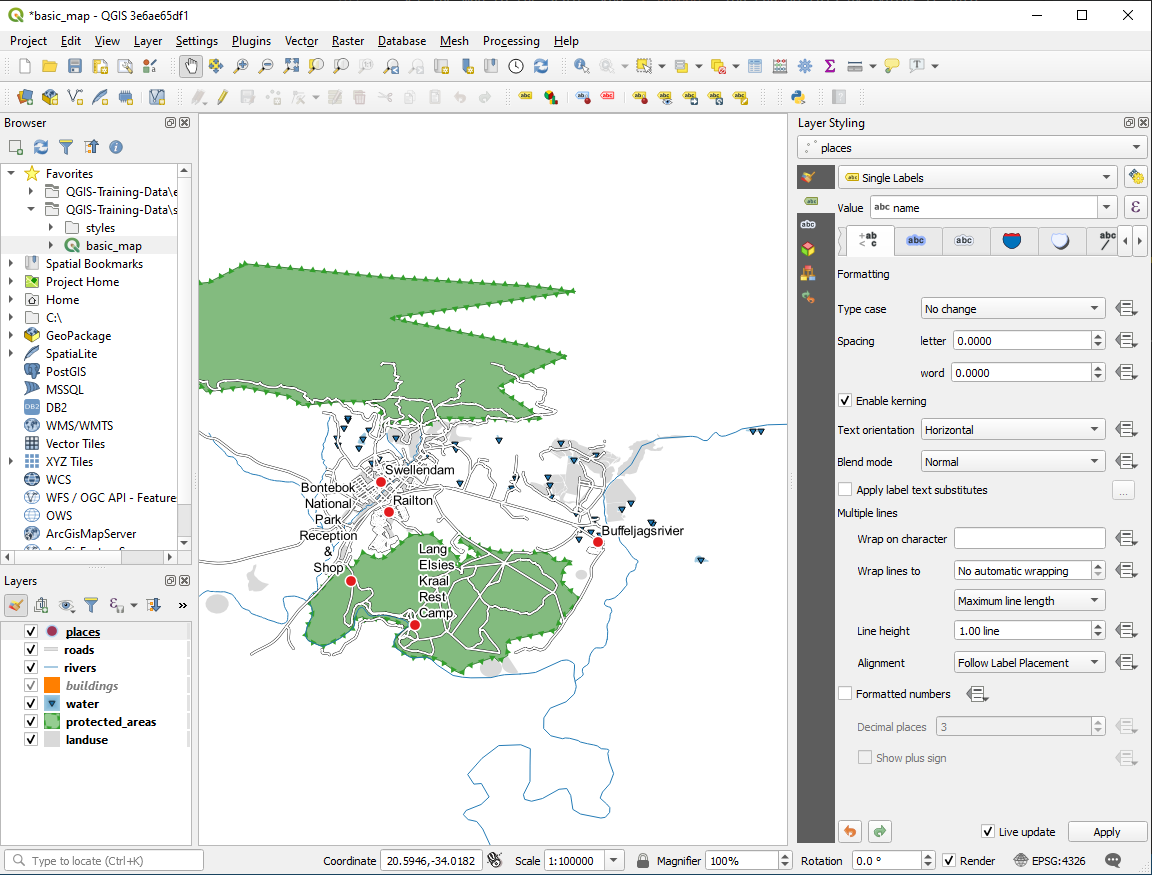 *basic_map - QGIS 3e6ae65df1
Project Edit View Layer Settings Plugins Vector Raster Database Mesh Processing Help
Browser
Favorites
QGIS-Training-Data\e
QGIS-Training-Data\s
styles
basic_map
Spatial Bookmarks
Project Home
Home
C:\
GeoPackage
SpatiaLite
PostGIS
MSSQL
DB2
WMS/WMTS
Vector Tiles
XYZ Tiles
WCS
WFS / OGC API - Feature
OWS
ArcGisMapServer
Layers
places
roads
rivers
buildings
water
protected_areas
landuse
Swellendam
Bontebok
National
Park
Reception
&
Shop
Railton
Lang
Elsies
Kraal
Rest
Camp
Buffeljagsrivier
Layer Styling
places
Single Labels
Value abc name
Formatting
Type case No change
Spacing letter 0.0000
word 0.0000
Enable kerning
Text orientation Horizontal
Blend mode Normal
Apply label text substitutes ...
Multiple lines
Wrap on character
Wrap lines to No automatic wrapping
Maximum line length
Line height 1.00 line
Alignment Follow Label Placement
Formatted numbers
Decimal places 3
Show plus sign
Live update Apply
Type to locate (Ctrl+K) Coordinate 20.5946,-34.0182 Scale 1:100000 Magnifier 100% Rotation 0.0 ° Render EPSG:4326